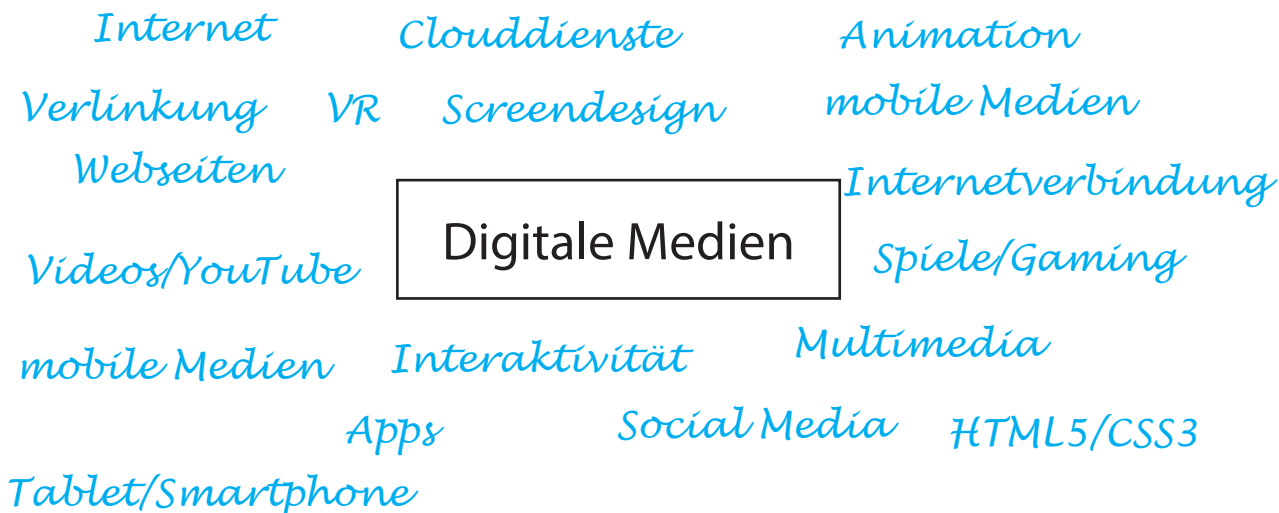 Internet Clouddienste Animation
Verlinkung VR Screendesign mobile Medien
Webseiten Internetverbindung
Digitale Medien
Videos/YouTube Spiele/Gaming
mobile Medien Interaktivität Multimedia
Apps Social Media HTML5/CSS3
Tablet/Smartphone